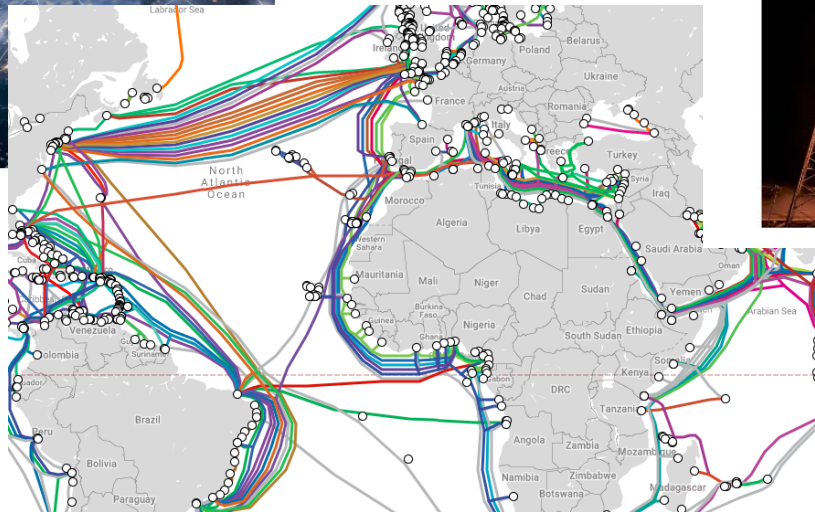 Labrador Sea
United
Kingdom
Ireland
Belarus
Poland
Germany
Ukraine
Austria
France
Romania
Italy
Spain
Greece
Turkey
North
Atlantic
Ocean
Tunisia
Syria
Iraq
Morocco
Algeria
Libya
Egypt
Western
Sahara
Saudi Arabia
Oman
Cuba
Mauritania
Mali
Niger
Sudan
Chad
Yemen
Arabian Sea
Burkina
Faso
Guinea
Nigeria
Ghana
Venezuela
Suriname
South Sudan
Ethiopia
Somalia
Colombia
Gabon
Kenya
DRC
Tanzania
Brazil
Peru
Angola
Zambia
Mozambique
Bolivia
Namibia
Zimbabwe
Madagascar
Botswana
Paraguay